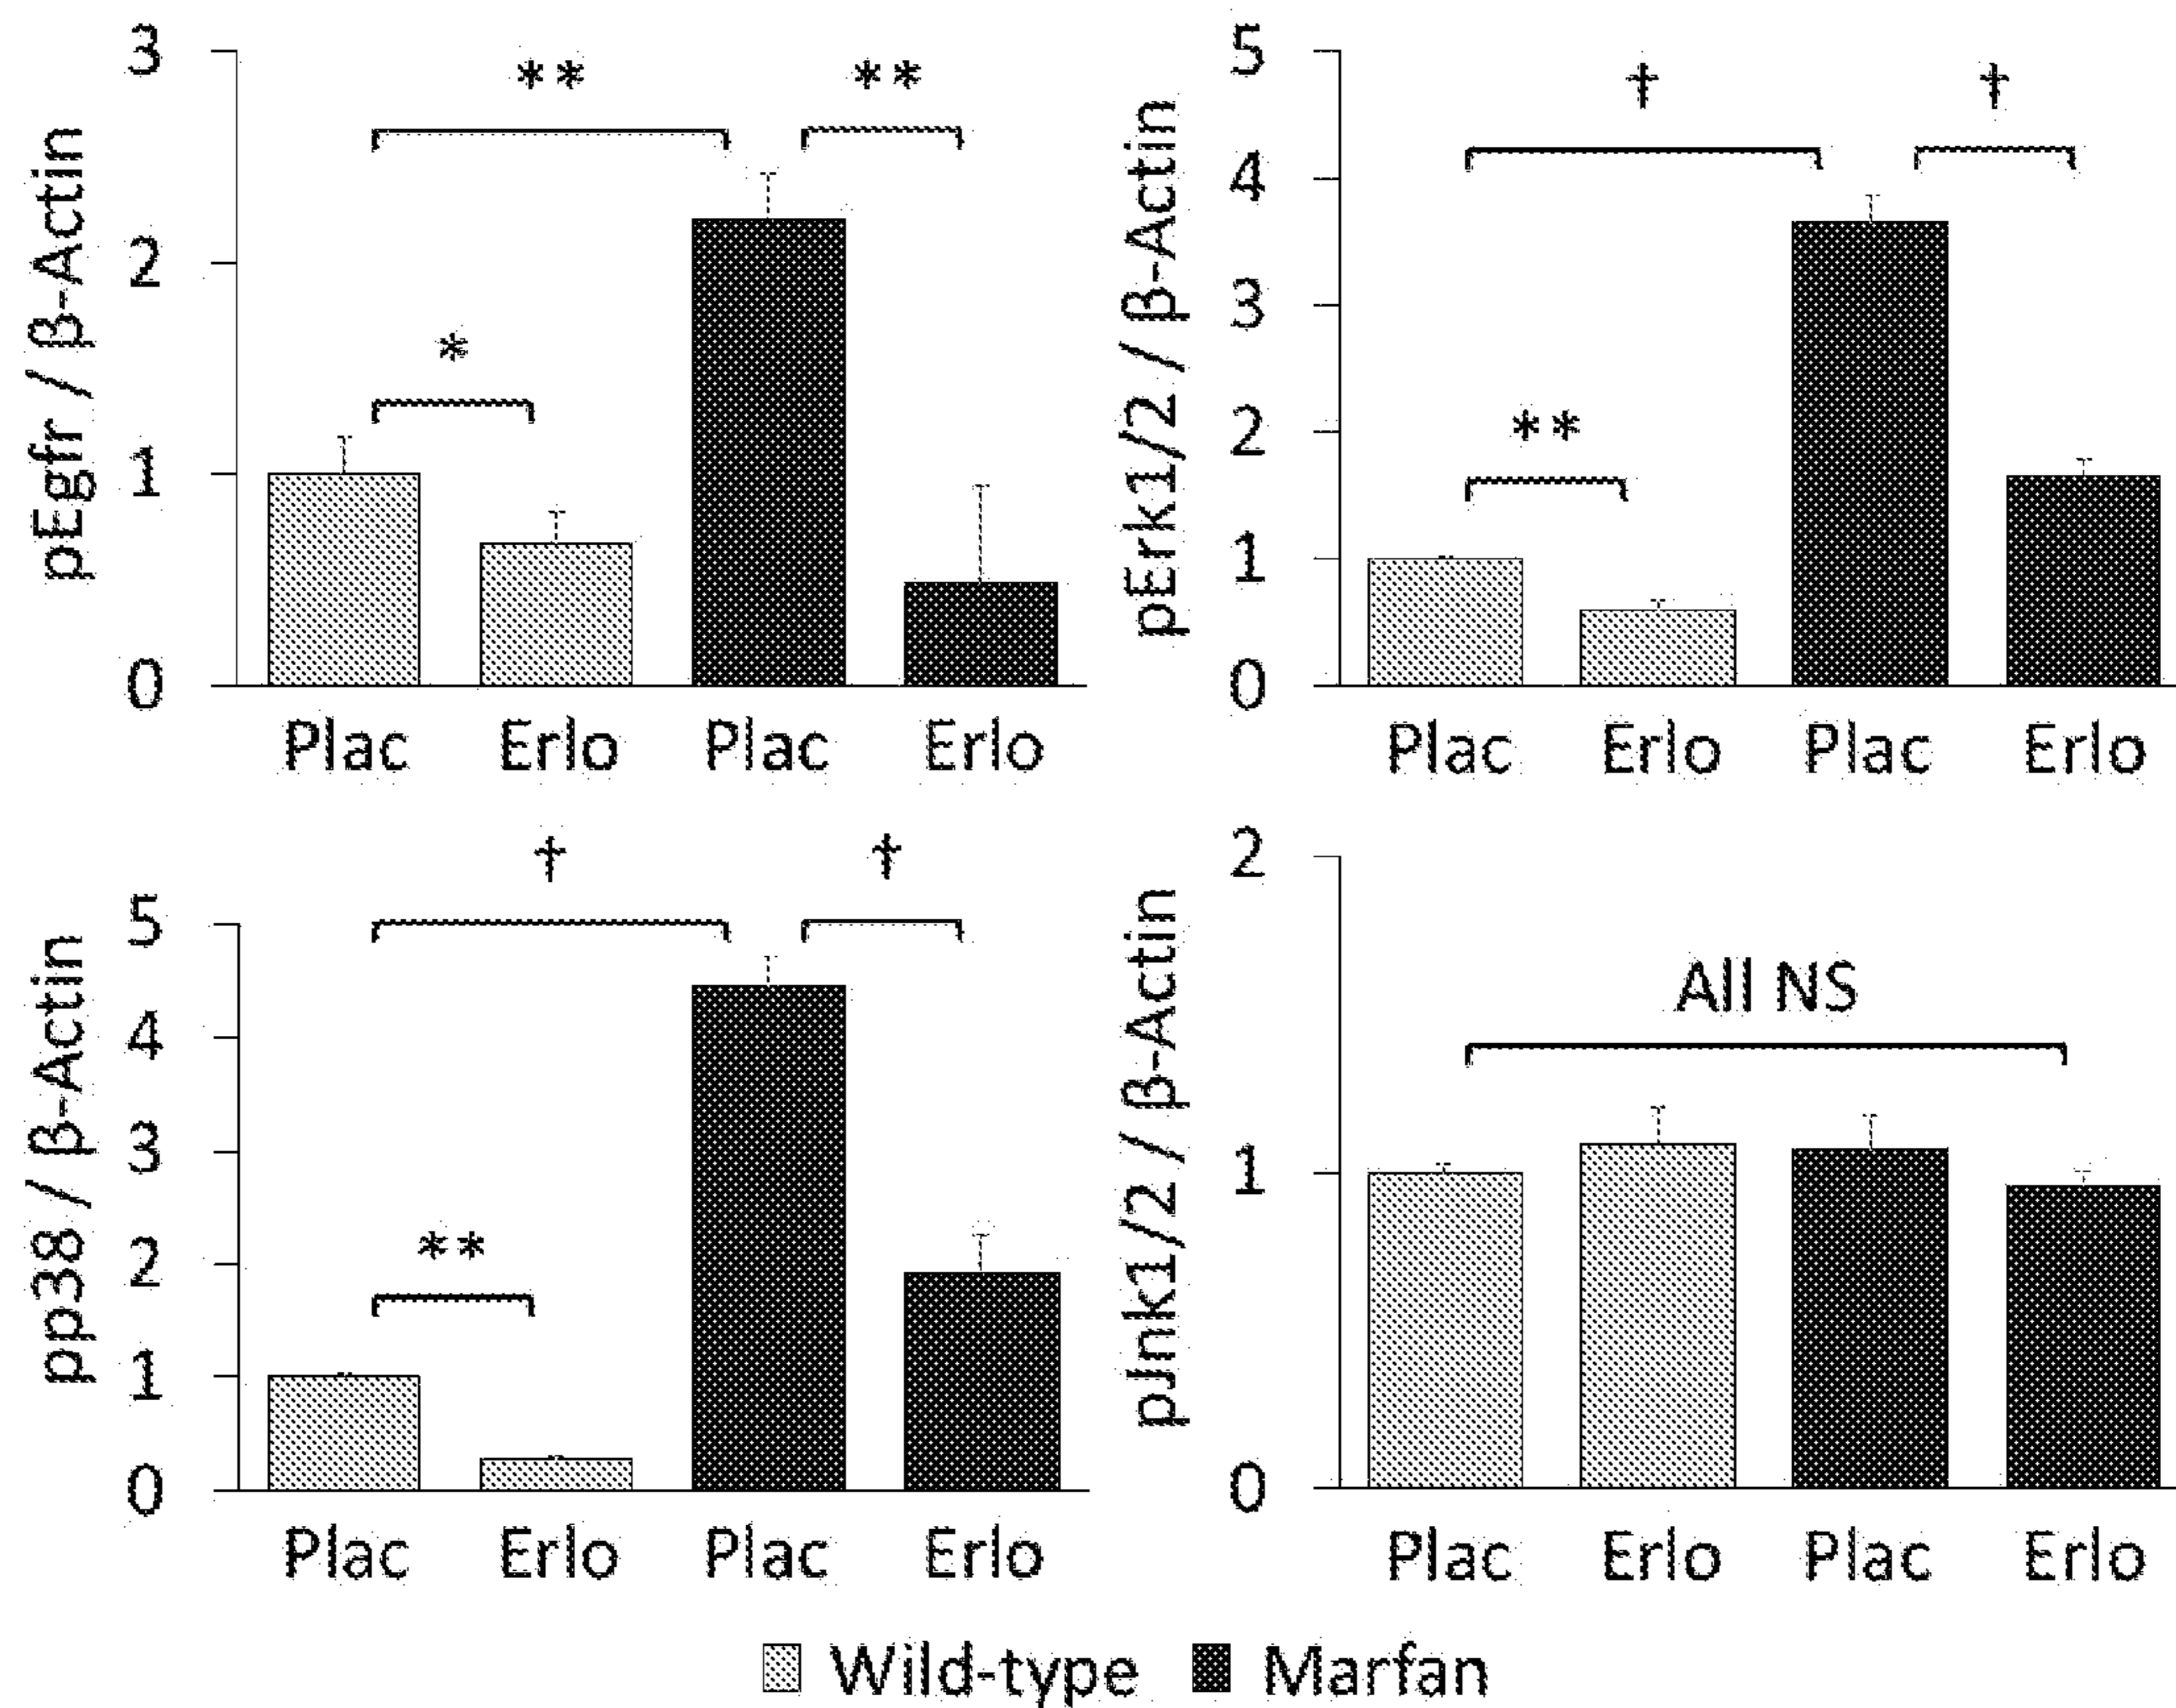 pEgfr / β-Actin
3
2
1
0
**
**
*
Plac Erlo Plac Erlo
pErk1/2 / β-Actin
5
4
3
2
1
0
†
†
**
Plac Erlo Plac Erlo
pp38 / β-Actin
5
4
3
2
1
0
†
†
**
Plac Erlo Plac Erlo
pJnk1/2 / β-Actin
2
1
0
All NS
Plac Erlo Plac Erlo
Wild-type Marfan